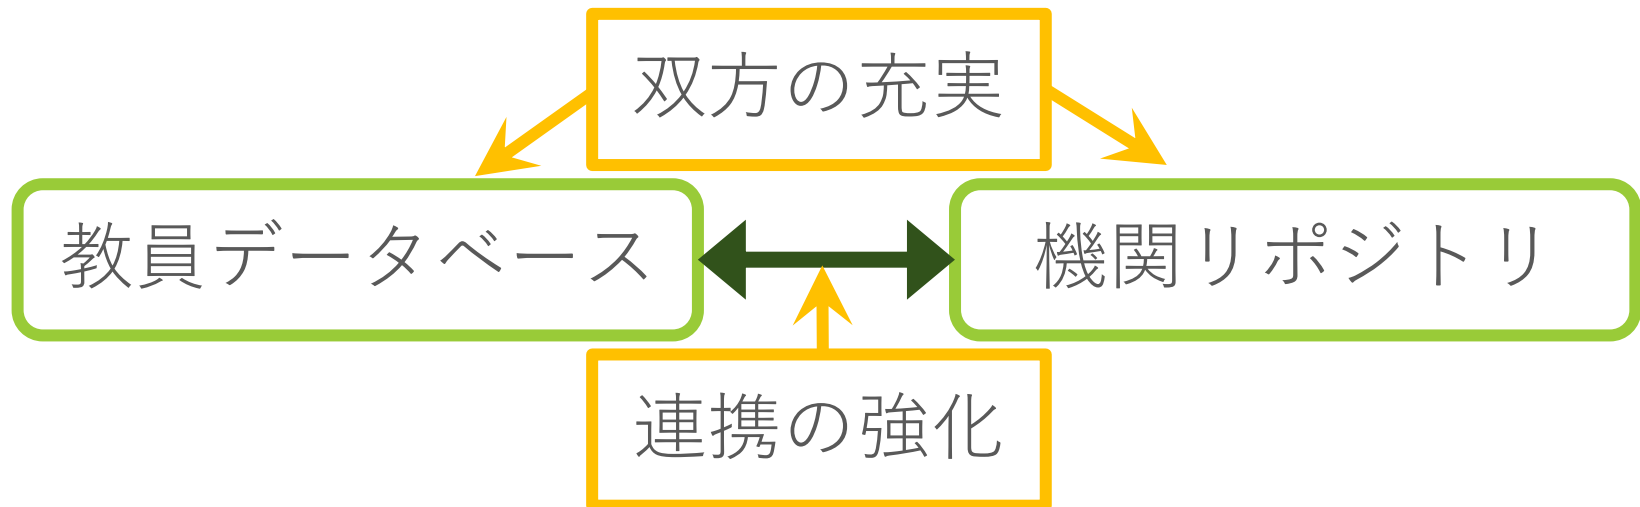 双方の充実
教員データベース
機関リポジトリ
連携の強化